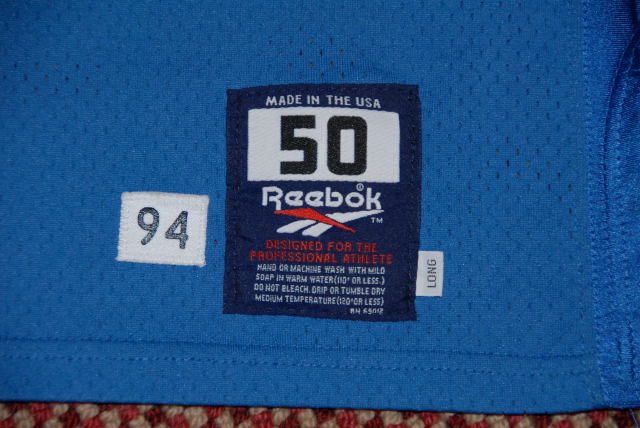 MADE IN THE USA
50
Reebok®
TM
DESIGNED FOR THE
PROFESSIONAL ATHLETE
HAND OR MACHINE WASH WITH MILD
SOAP IN WARM WATER(110° OR LESS.)
DO NOT BLEACH. DRIP OR TUMBLE DRY
MEDIUM TEMPERATURE(120°OR LESS)
94
LONG